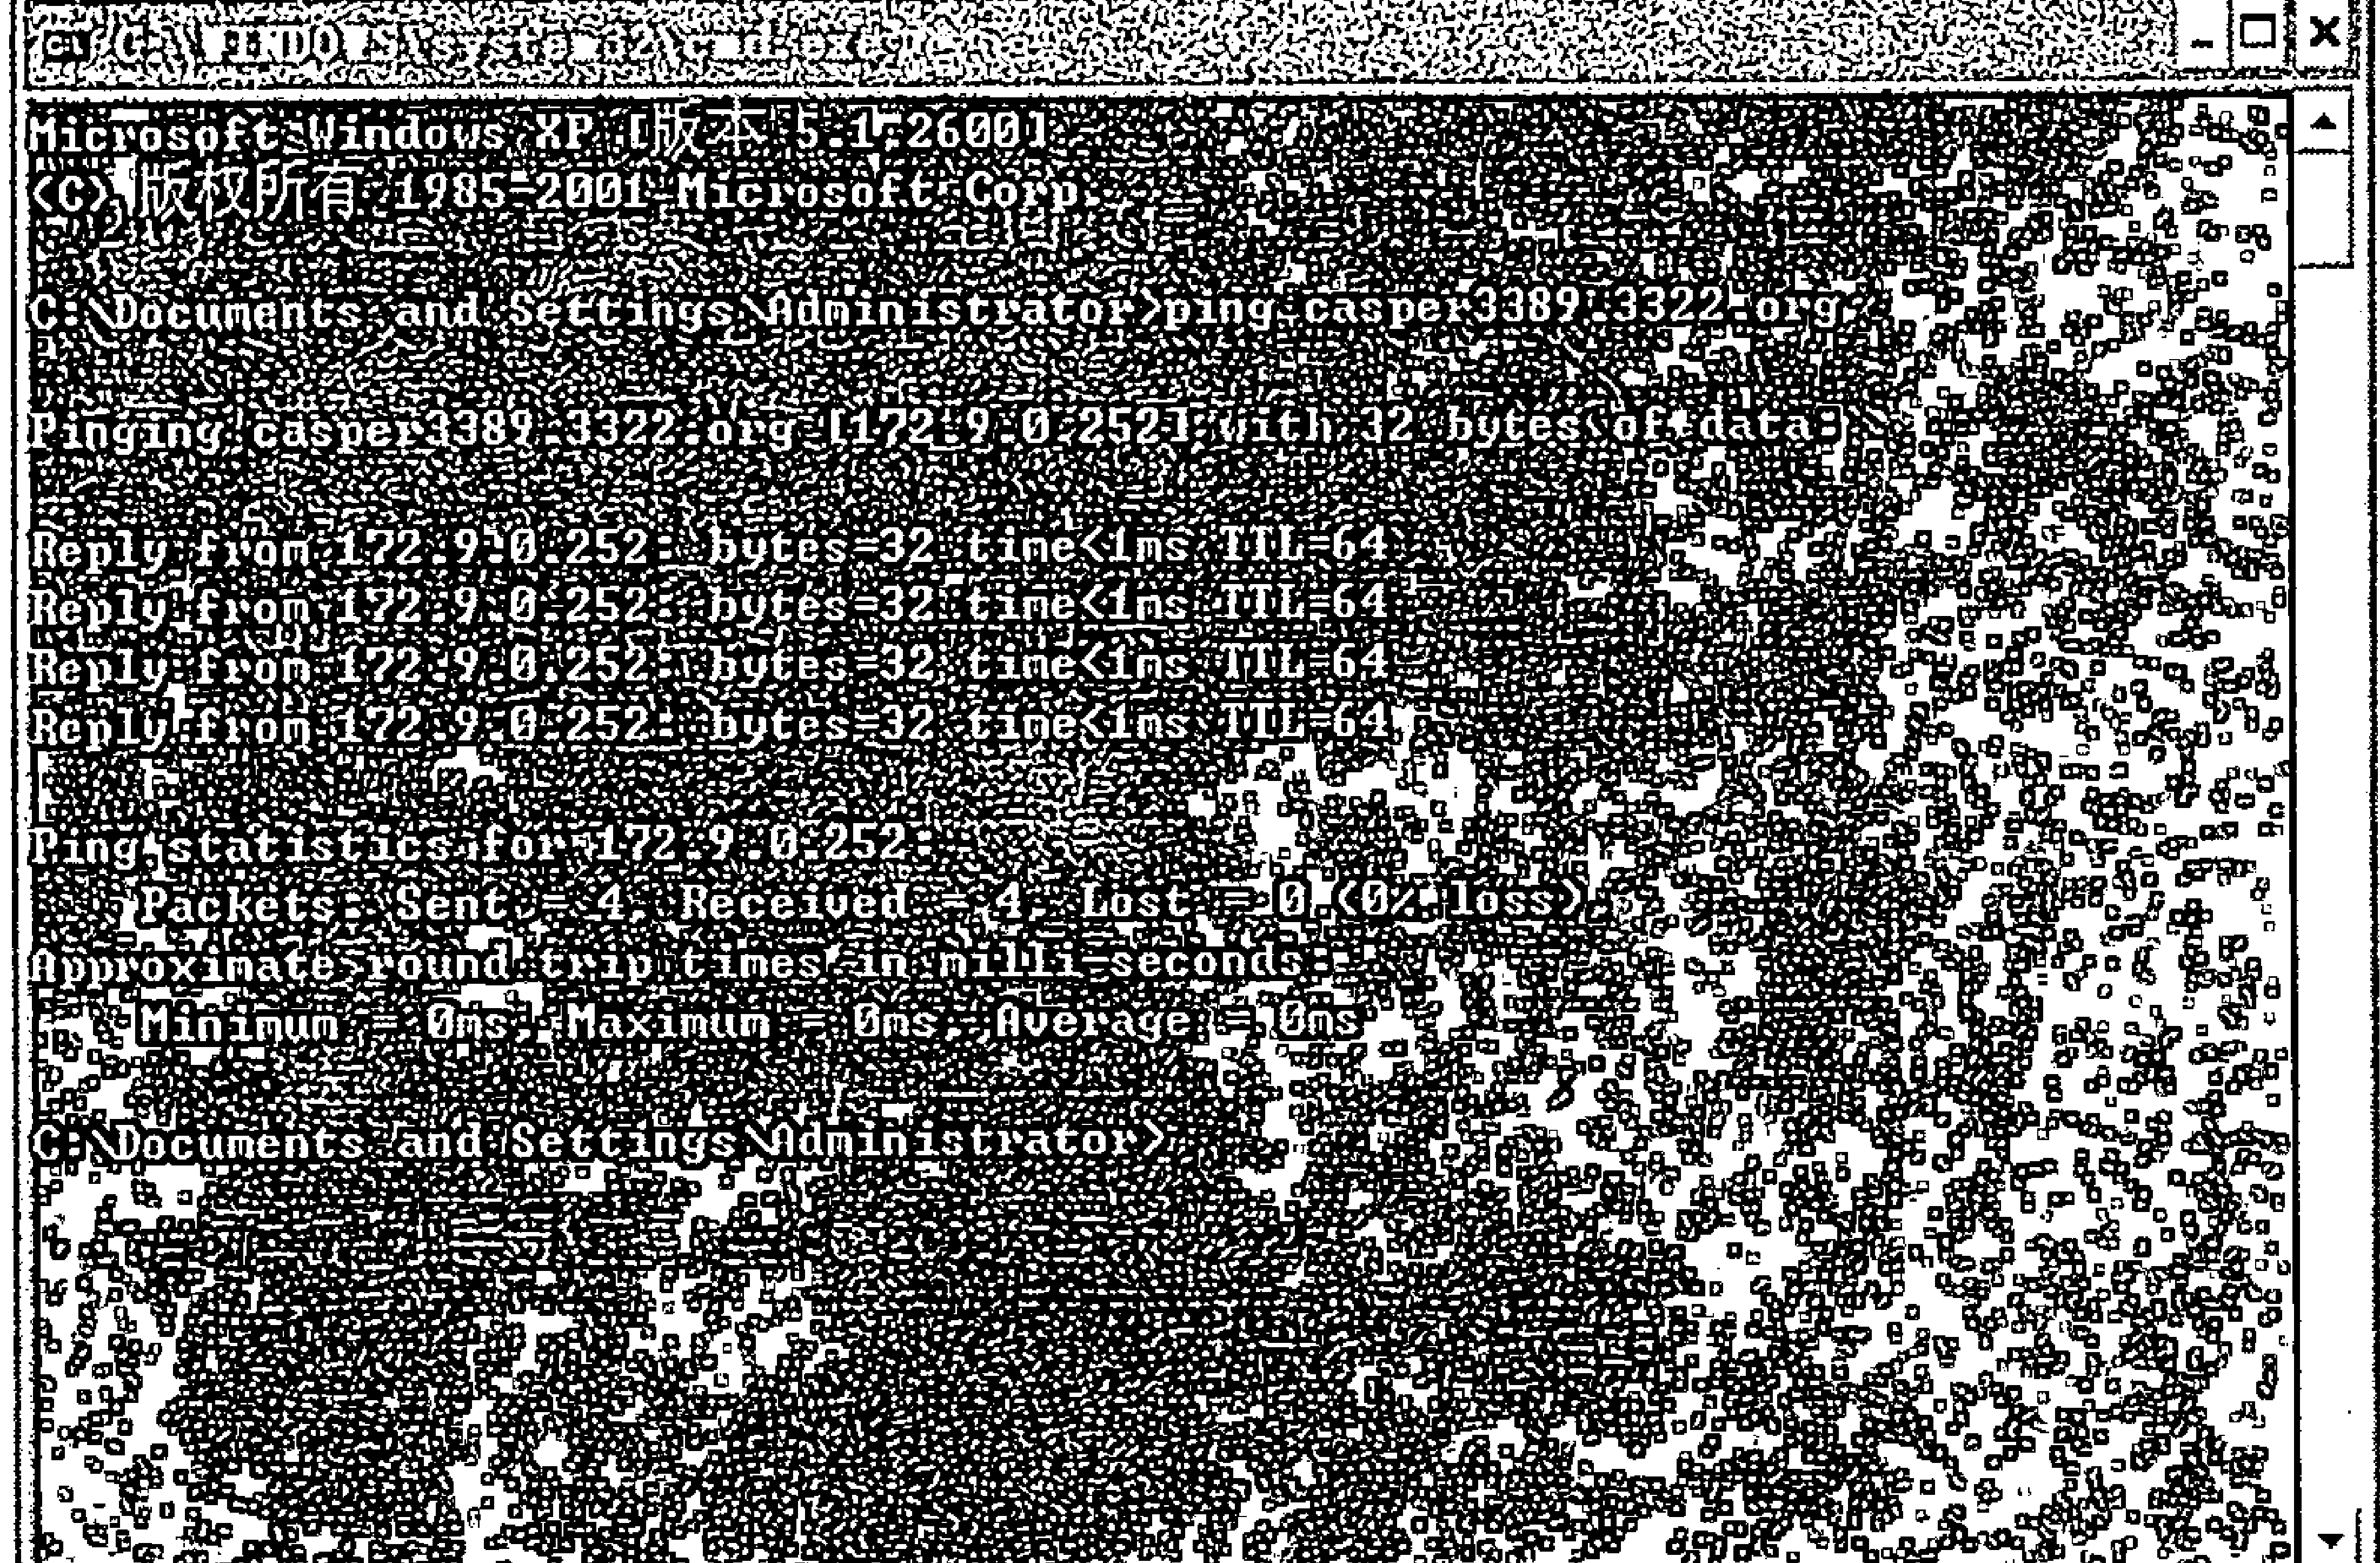 C:\WINDOWS\system32\cmd.exe
Microsoft Windows XP [版本 5.1.2600]
(C) 版权所有 1985-2001 Microsoft Corp.
C:\Documents and Settings\Administrator>ping casper3389.3322.org
Pinging casper3389.3322.org [172.9.0.252] with 32 bytes of data:
Reply from 172.9.0.252: bytes=32 time<1ms TTL=64
Reply from 172.9.0.252: bytes=32 time<1ms TTL=64
Reply from 172.9.0.252: bytes=32 time<1ms TTL=64
Reply from 172.9.0.252: bytes=32 time<1ms TTL=64
Ping statistics for 172.9.0.252:
Packets: Sent = 4, Received = 4, Lost = 0 (0% loss),
Approximate round trip times in milli-seconds:
Minimum = 0ms, Maximum = 0ms, Average = 0ms
C:\Documents and Settings\Administrator>